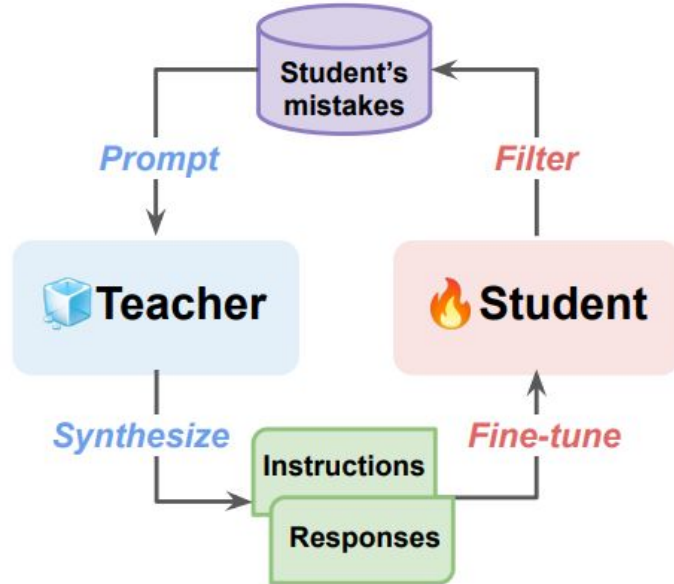 Student's
mistakes
Prompt
Filter
Teacher
Student
Synthesize
Fine-tune
Instructions
Responses